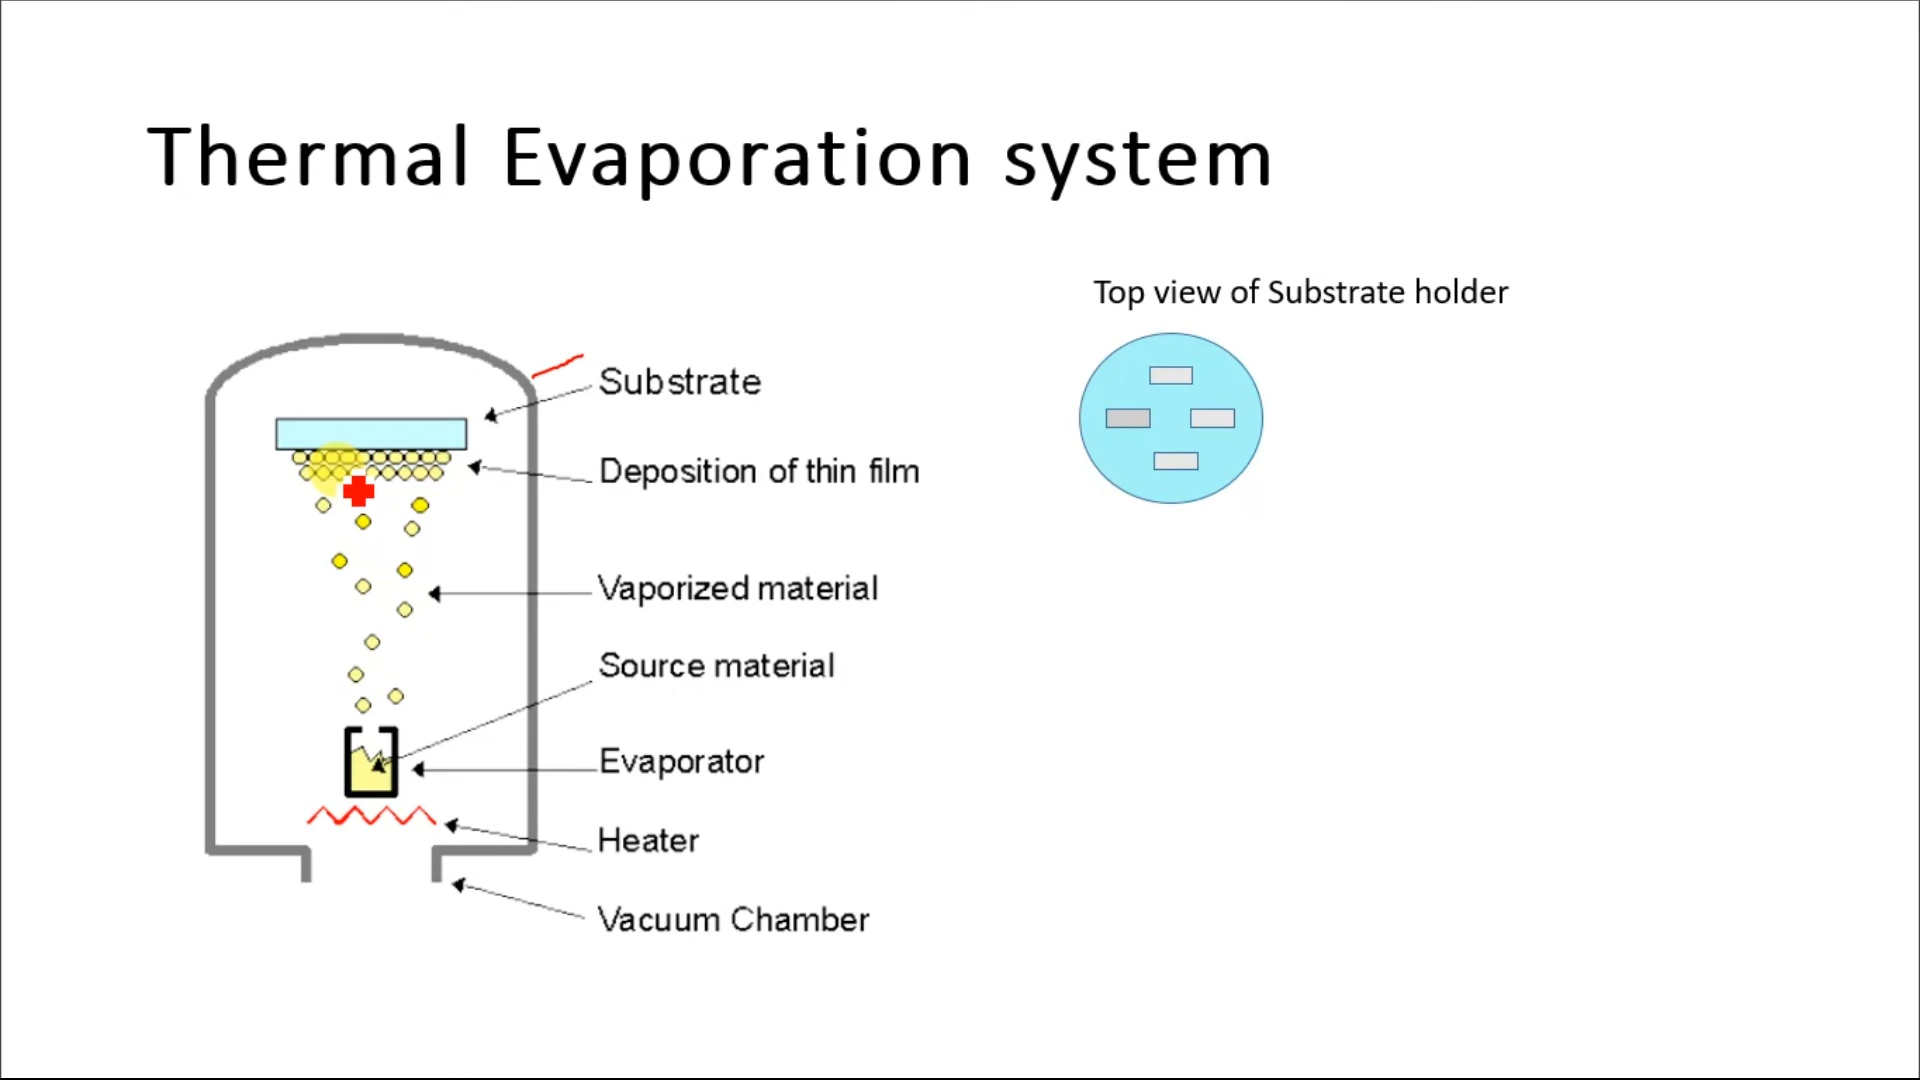 Thermal Evaporation system
Top view of Substrate holder
Substrate
Deposition of thin film
Vaporized material
Source material
Evaporator
Heater
Vacuum Chamber